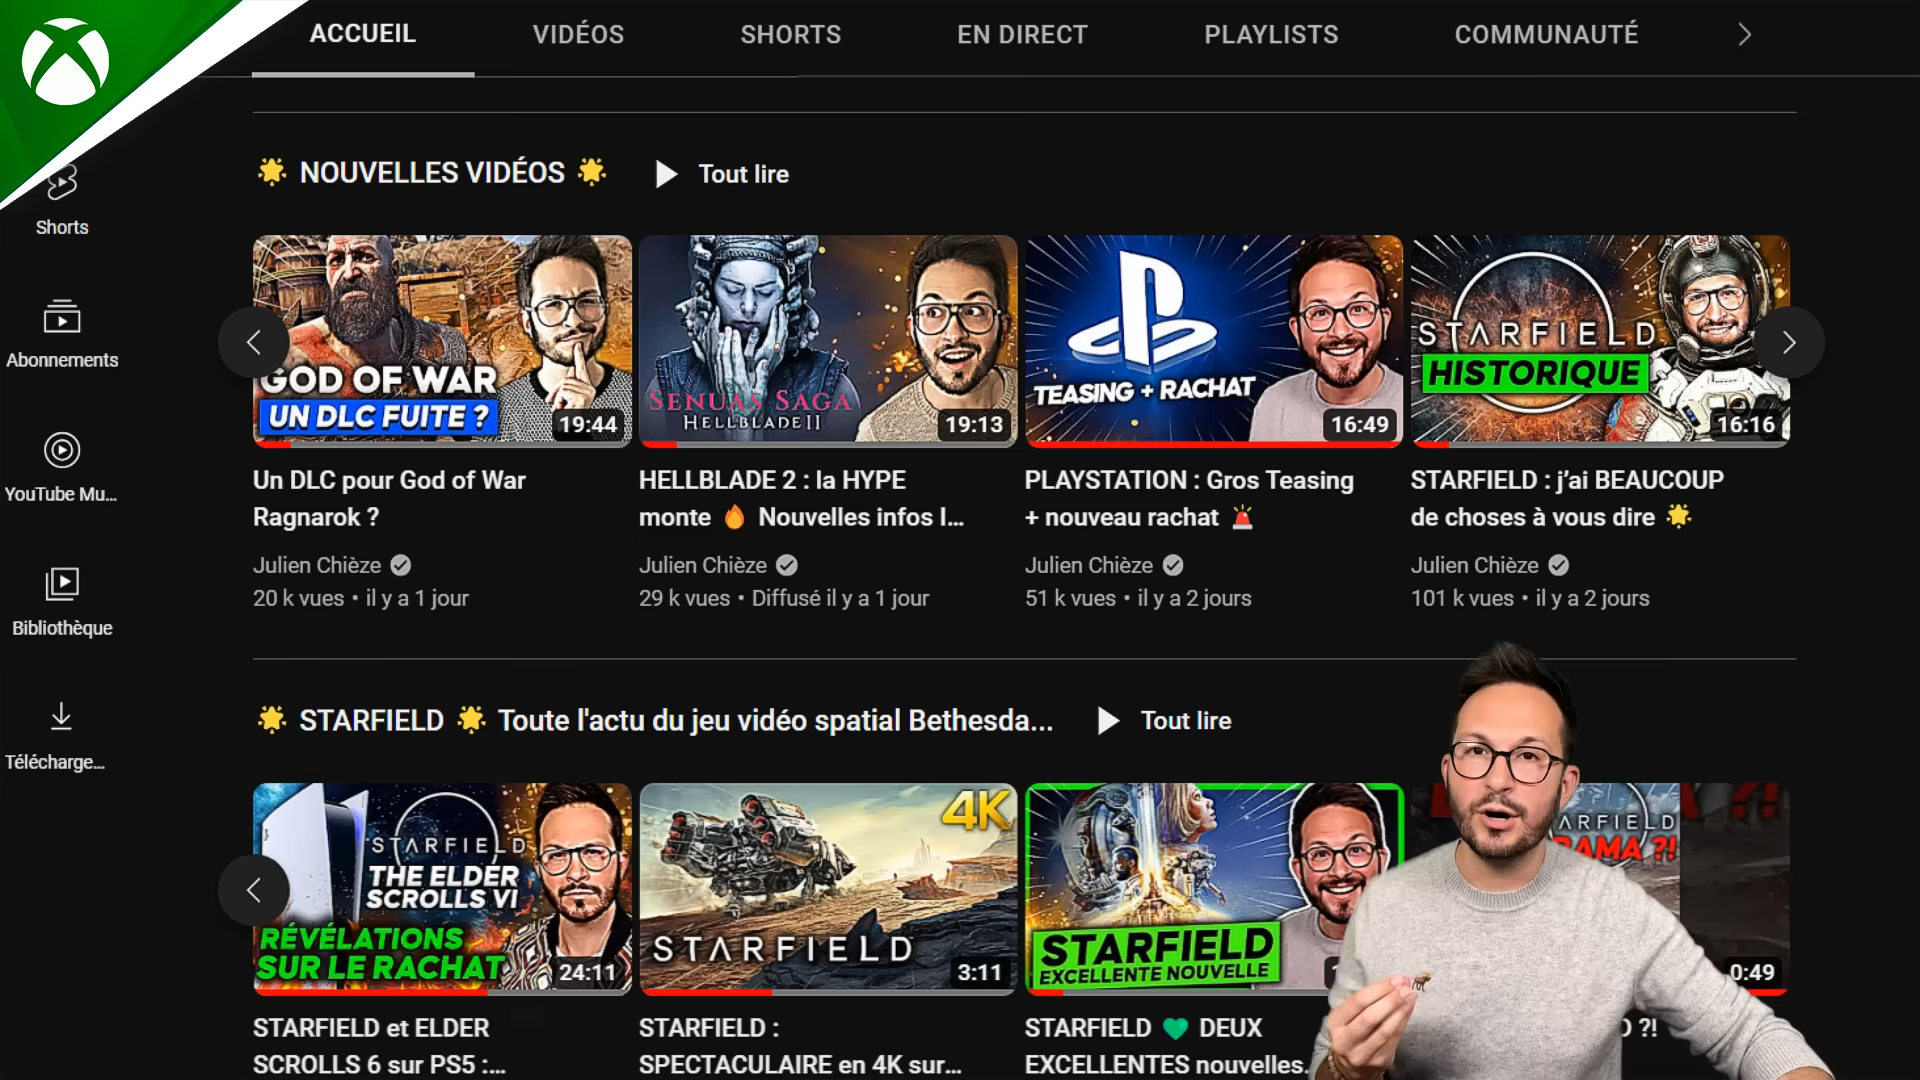 ACCUEIL VIDÉOS SHORTS EN DIRECT PLAYLISTS COMMUNAUTÉ
Shorts
Abonnements
YouTube Mu...
Bibliothèque
Télécharge...
NOUVELLES VIDÉOS Tout lire
GOD OF WAR
UN DLC FUITE ?
19:44
SENUA'S SAGA
HELLBLADE II
19:13
TEASING + RACHAT
16:49
STARFIELD
HISTORIQUE
16:16
Un DLC pour God of War
Ragnarok ?
Julien Chièze
20 k vues • il y a 1 jour
HELLBLADE 2 : la HYPE
monte 🔥 Nouvelles infos I...
Julien Chièze
29 k vues • Diffusé il y a 1 jour
PLAYSTATION : Gros Teasing
+ nouveau rachat 🚨
Julien Chièze
51 k vues • il y a 2 jours
STARFIELD : j'ai BEAUCOUP
de choses à vous dire 🌟
Julien Chièze
101 k vues • il y a 2 jours
🌟 STARFIELD 🌟 Toute l'actu du jeu vidéo spatial Bethesda... Tout lire
STARFIELD
THE ELDER
SCROLLS VI
RÉVÉLATIONS
SUR LE RACHAT
24:11
4K
STARFIELD
3:11
STARFIELD
EXCELLENTE NOUVELLE
ARFIELD
RAMA ?!
0:49
STARFIELD et ELDER
SCROLLS 6 sur PS5 :...
STARFIELD :
SPECTACULAIRE en 4K sur...
STARFIELD 💚 DEUX
EXCELLENTES nouvelles.
?!